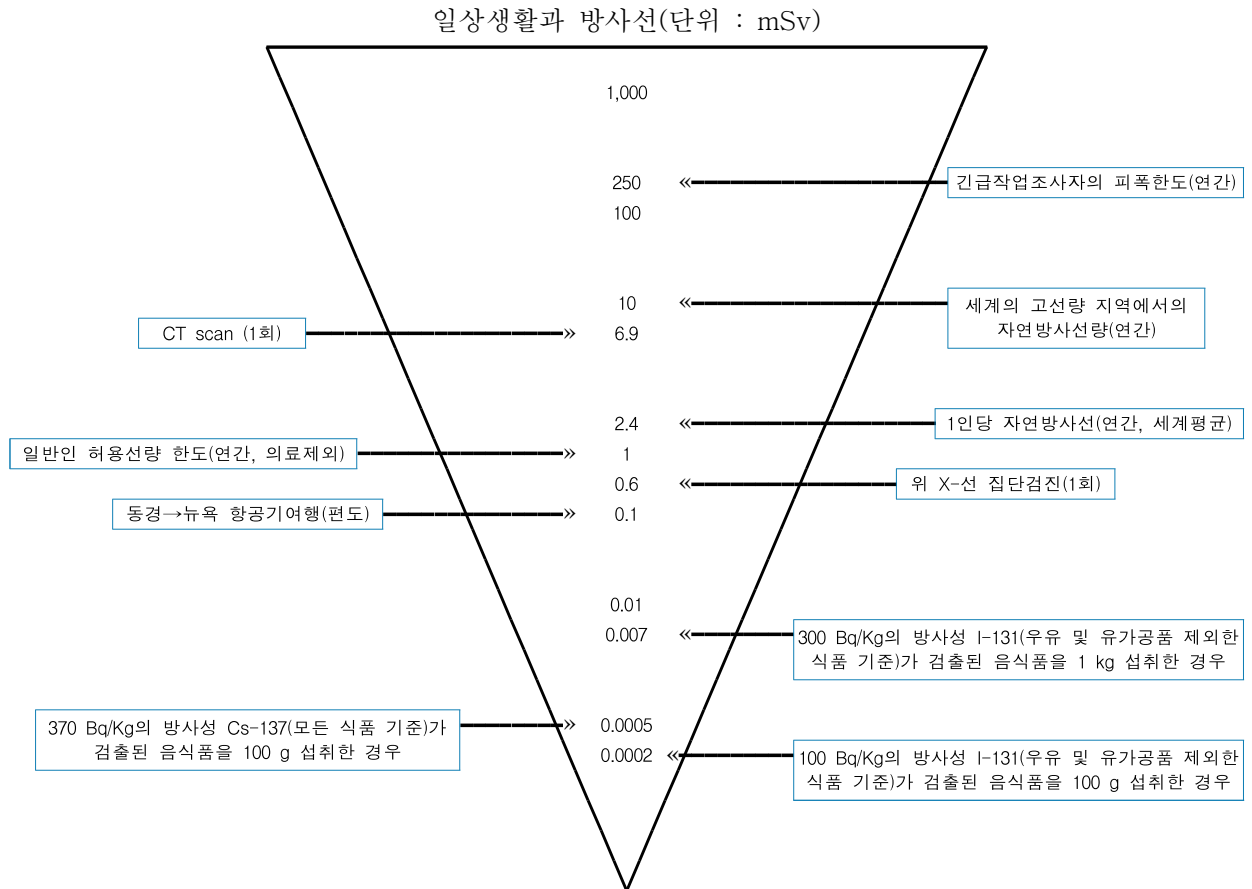 일상생활과 방사선(단위 : mSv)
1,000
250
긴급작업조사자의 피폭한도(연간)
100
10
세계의 고선량 지역에서의
자연방사선량(연간)
CT scan (1회)
6.9
2.4
1인당 자연방사선(연간, 세계평균)
일반인 허용선량 한도(연간, 의료제외)
1
0.6
위 X-선 집단검진(1회)
동경→뉴욕 항공기여행(편도)
0.1
0.01
0.007
300 Bq/Kg의 방사성 I-131(우유 및 유가공품 제외한
식품 기준)가 검출된 음식품을 1 kg 섭취한 경우
370 Bq/Kg의 방사성 Cs-137(모든 식품 기준)가
검출된 음식품을 100 g 섭취한 경우
0.0005
0.0002
100 Bq/Kg의 방사성 I-131(우유 및 유가공품 제외한
식품 기준)가 검출된 음식품을 100 g 섭취한 경우